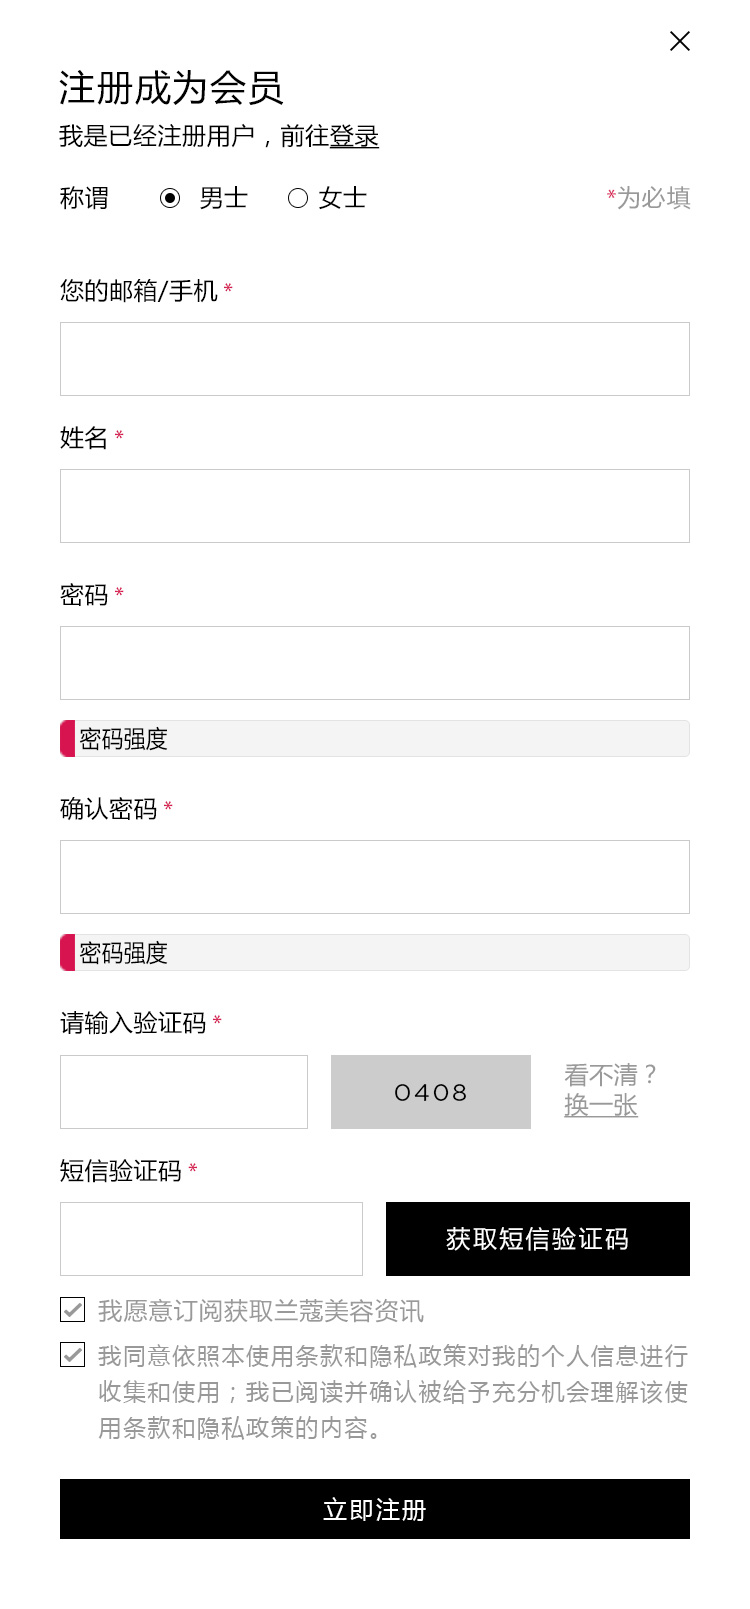 注册成为会员
我是已经注册用户，前往登录
称谓 男士 女士 *为必填
您的邮箱/手机 *
姓名 *
密码 *
密码强度
确认密码 *
密码强度
请输入验证码 *
0408
看不清？
换一张
短信验证码 *
获取短信验证码
我愿意订阅获取兰蔻美容资讯
我同意依照本使用条款和隐私政策对我的个人信息进行
收集和使用；我已阅读并确认被给予充分机会理解该使
用条款和隐私政策的内容。
立即注册